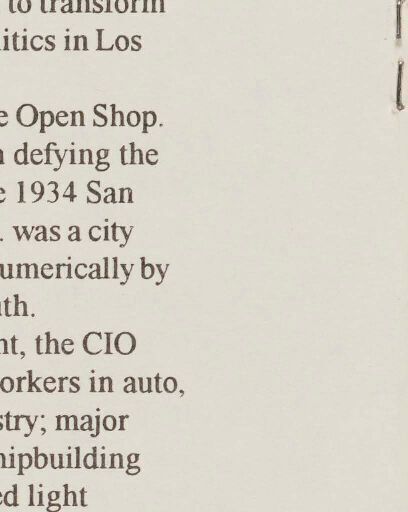 to transform
itics in Los
e Open Shop.
n defying the
e 1934 San
. was a city
umerically by
uth.
nt, the CIO
orkers in auto,
stry; major
hipbuilding
ed light